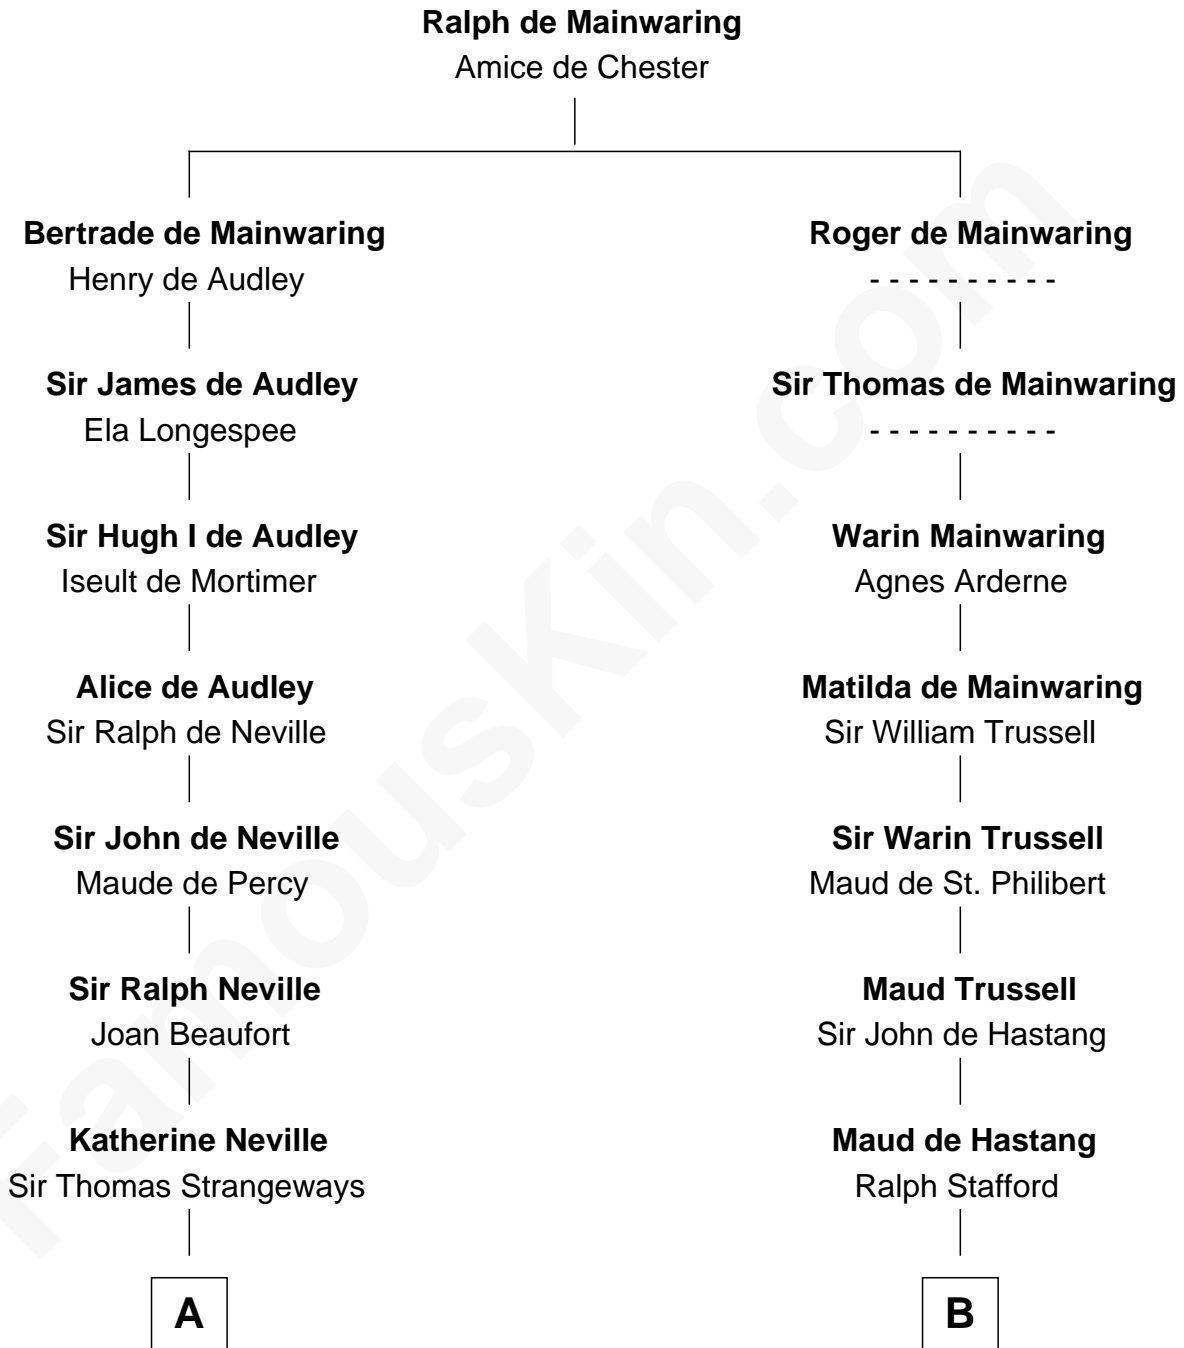 Ralph de Mainwaring
Amice de Chester
Bertrade de Mainwaring
Henry de Audley
Sir James de Audley
Ela Longespee
Sir Hugh I de Audley
Iseult de Mortimer
Alice de Audley
Sir Ralph de Neville
Sir John de Neville
Maude de Percy
Sir Ralph Neville
Joan Beaufort
Katherine Neville
Sir Thomas Strangeways
A
Roger de Mainwaring
- - - - - - - - - -
Sir Thomas de Mainwaring
- - - - - - - - - -
Warin Mainwaring
Agnes Arderne
Matilda de Mainwaring
Sir William Trussell
Sir Warin Trussell
Maud de St. Philibert
Maud Trussell
Sir John de Hastang
Maud de Hastang
Ralph Stafford
B
FamousKin.com